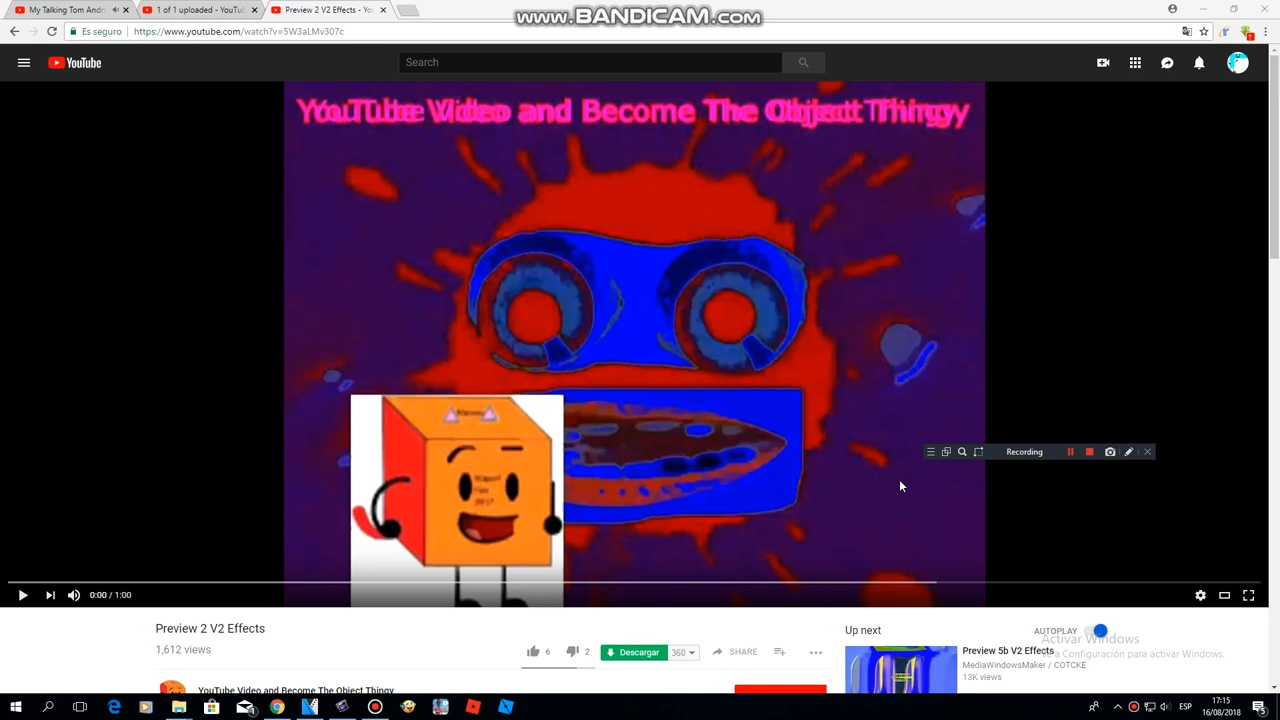 My Talking Tom Andro
1 of 1 uploaded - YouTu
Preview 2 V2 Effects - Yo
www.BANDICAM.com
Es seguro
https://www.youtube.com/watch?v=5W3aLMv307c
YouTube
Search
YouTube Video and Become The Object Thingy
Recording
0:00 / 1:00
Preview 2 V2 Effects
1,612 views
6
2
Descargar
360
SHARE
Up next
AUTOPLAY
Activar Windows
Preview 5b V2 Effects
Ve a Configuración para activar Windows.
MediaWindowsMaker / COTCKE
13K views
YouTube Video and Become The Object Thingy
ESP
17:15
16/08/2018